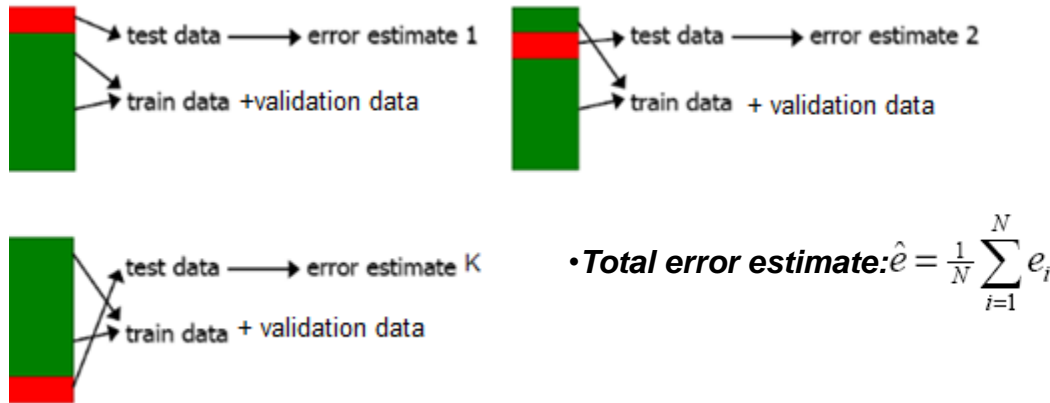 test data error estimate 1
train data +validation data
test data error estimate 2
train data + validation data
test data error estimate K
train data + validation data
•Total error estimate: ê = 1/N ∑_{i=1}^{N} e_i